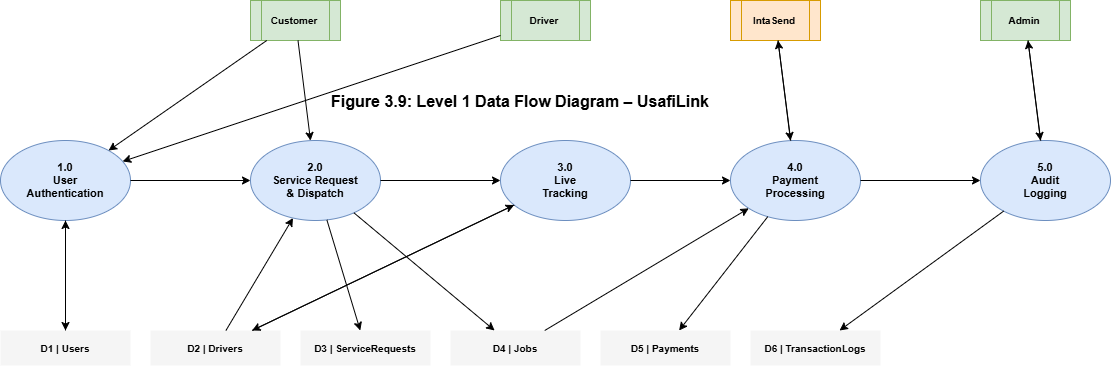 Customer
Driver
IntaSend
Admin
Figure 3.9: Level 1 Data Flow Diagram – UsafiLink
1.0
User
Authentication
2.0
Service Request
& Dispatch
3.0
Live
Tracking
4.0
Payment
Processing
5.0
Audit
Logging
D1 | Users
D2 | Drivers
D3 | ServiceRequests
D4 | Jobs
D5 | Payments
D6 | TransactionLogs